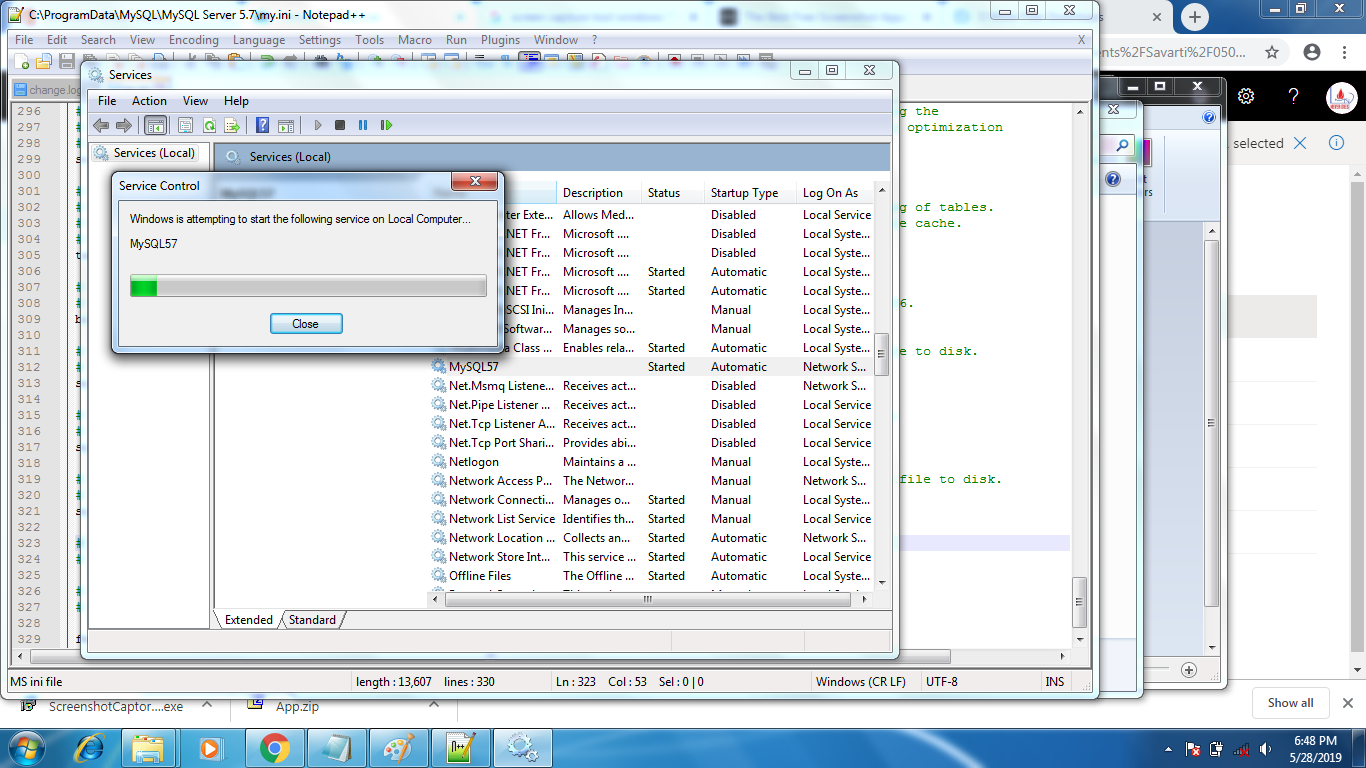 C:\ProgramData\MySQL\MySQL Server 5.7\my.ini - Notepad++
File Edit Search View Encoding Language Settings Tools Macro Run Plugins Window ?
X
ents%2FSavarti%2F050...
change.log
Services
File Action View Help
Services (Local)
Services (Local)
selected
Service Control
Windows is attempting to start the following service on Local Computer...
MySQL57
Close
Description Status Startup Type Log On As
ter Exte... Allows Med... Disabled Local Service
NET Fr... Microsoft .... Disabled Local Syste...
NET Fr... Microsoft .... Disabled Local Syste...
NET Fr... Microsoft .... Started Automatic Local Syste...
NET Fr... Microsoft .... Started Automatic Local Syste...
SCSI Ini... Manages In... Manual Local Syste...
Software... Manages so... Manual Local Syste...
a Class ... Enables rela... Started Automatic Local Syste...
MySQL57 Started Automatic Network S...
Net.Msmq Listene... Receives act... Disabled Network S...
Net.Pipe Listener ... Receives act... Disabled Local Service
Net.Tcp Listener A... Receives act... Disabled Local Service
Net.Tcp Port Shari... Provides abi... Disabled Local Service
Netlogon Maintains a ... Manual Local Syste...
Network Access P... The Networ... Manual Network S...
Network Connecti... Manages o... Started Manual Local Syste...
Network List Service Identifies th... Started Manual Local Service
Network Location ... Collects an... Started Automatic Network S...
Network Store Int... This service ... Started Automatic Local Service
Offline Files The Offline ... Started Automatic Local Syste...
Extended Standard
296 # ng the
297 # optimization
298 #
299 s
300
301 #
302 # g of tables.
303 # e cache.
304 #
305 t
306
307 #
308 # 6.
309 b
310
311 # e to disk.
312 #
313 s
314
315 #
316 #
317 s
318
319 # file to disk.
320 #
321 s
322
323 #
324 #
325
326 #
327 #
328
329 f
MS ini file length : 13,607 lines : 330 Ln : 323 Col : 53 Sel : 0 | 0 Windows (CR LF) UTF-8 INS
ScreenshotCaptor....exe App.zip Show all
6:48 PM
5/28/2019